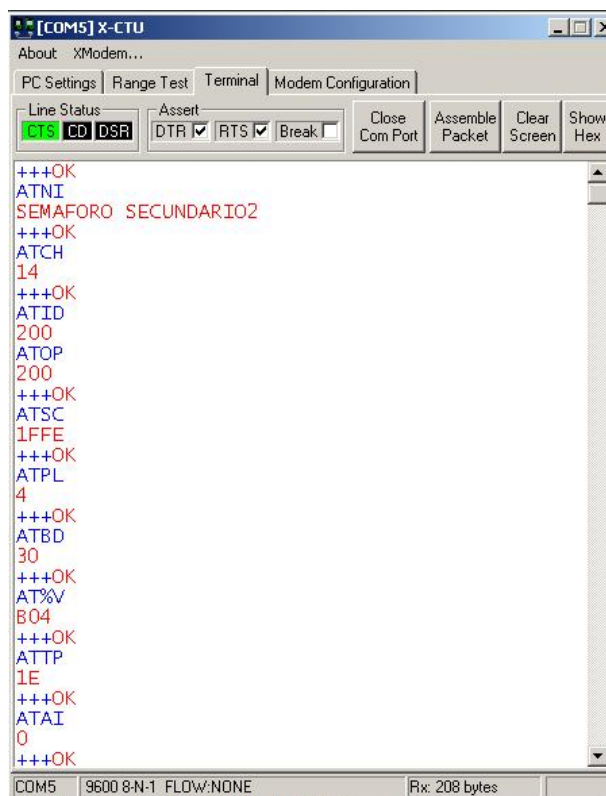 [COM5] X-CTU
About XModem...
PC Settings Range Test Terminal Modem Configuration
Line Status
CTS CD DSR
Assert
DTR RTS Break
Close Com Port
Assemble Packet
Clear Screen
Show Hex
+++OK
ATNI
SEMAFORO SECUNDARIO2
+++OK
ATCH
14
+++OK
ATID
200
ATOP
200
+++OK
ATSC
1FFE
+++OK
ATPL
4
+++OK
ATBD
30
+++OK
AT%V
B04
+++OK
ATTP
1E
+++OK
ATAI
0
+++OK
COM5 9600 8-N-1 FLOW:NONE Rx: 208 bytes